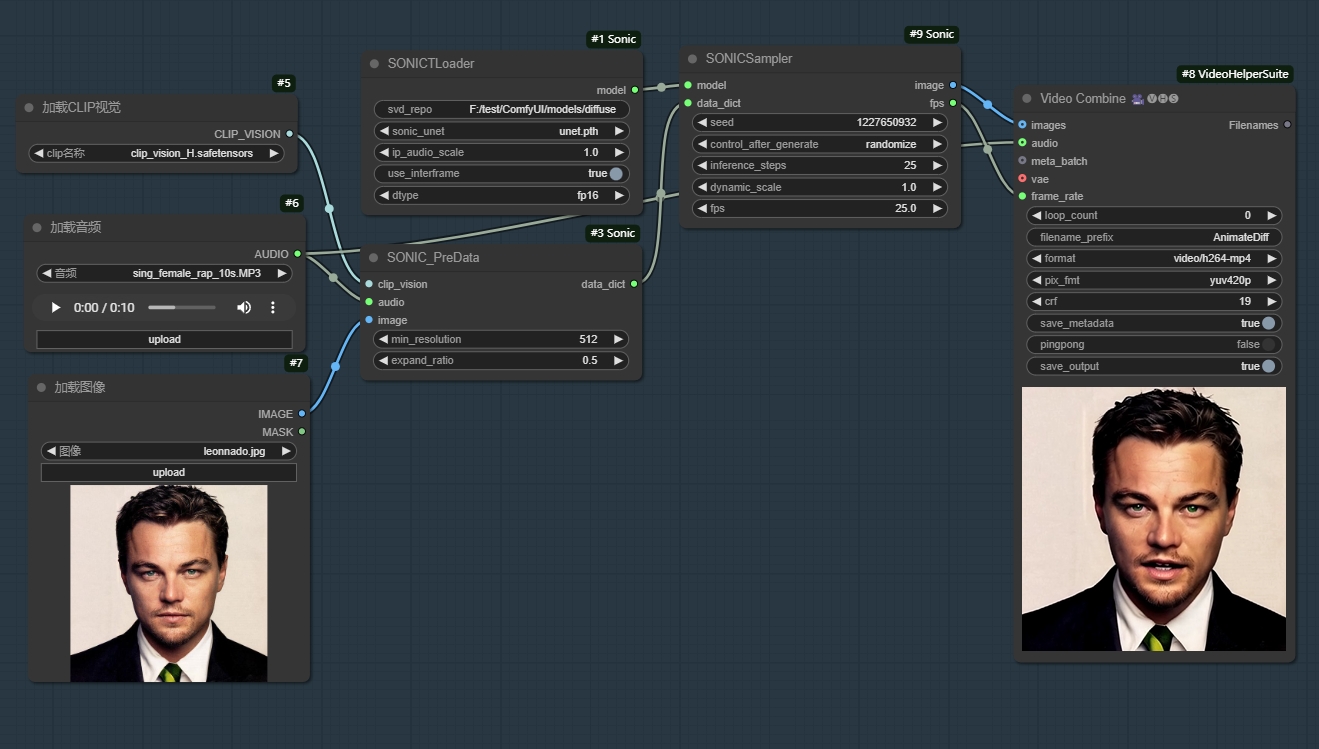 #5
加载CLIP视觉
CLIP_VISION
clip名称 clip_vision_H.safetensors
#6
加载音频
AUDIO
音频 sing_female_rap_10s.MP3
0:00 / 0:10
upload
#7
加载图像
IMAGE
MASK
图像 leonnado.jpg
upload
#1 Sonic
SONICTLoader
model
svd_repo F:/test/ComfyUI/models/diffuse
sonic_unet unet.pth
ip_audio_scale 1.0
use_interframe true
dtype fp16
#3 Sonic
SONIC_PreData
clip_vision data_dict
audio
image
min_resolution 512
expand_ratio 0.5
#9 Sonic
SONICSampler
model image
data_dict fps
seed 1227650932
control_after_generate randomize
inference_steps 25
dynamic_scale 1.0
fps 25.0
#8 VideoHelperSuite
Video Combine 🎥🅥🅗🅢
images Filenames
audio
meta_batch
vae
frame_rate
loop_count 0
filename_prefix AnimateDiff
format video/h264-mp4
pix_fmt yuv420p
crf 19
save_metadata true
pingpong false
save_output true